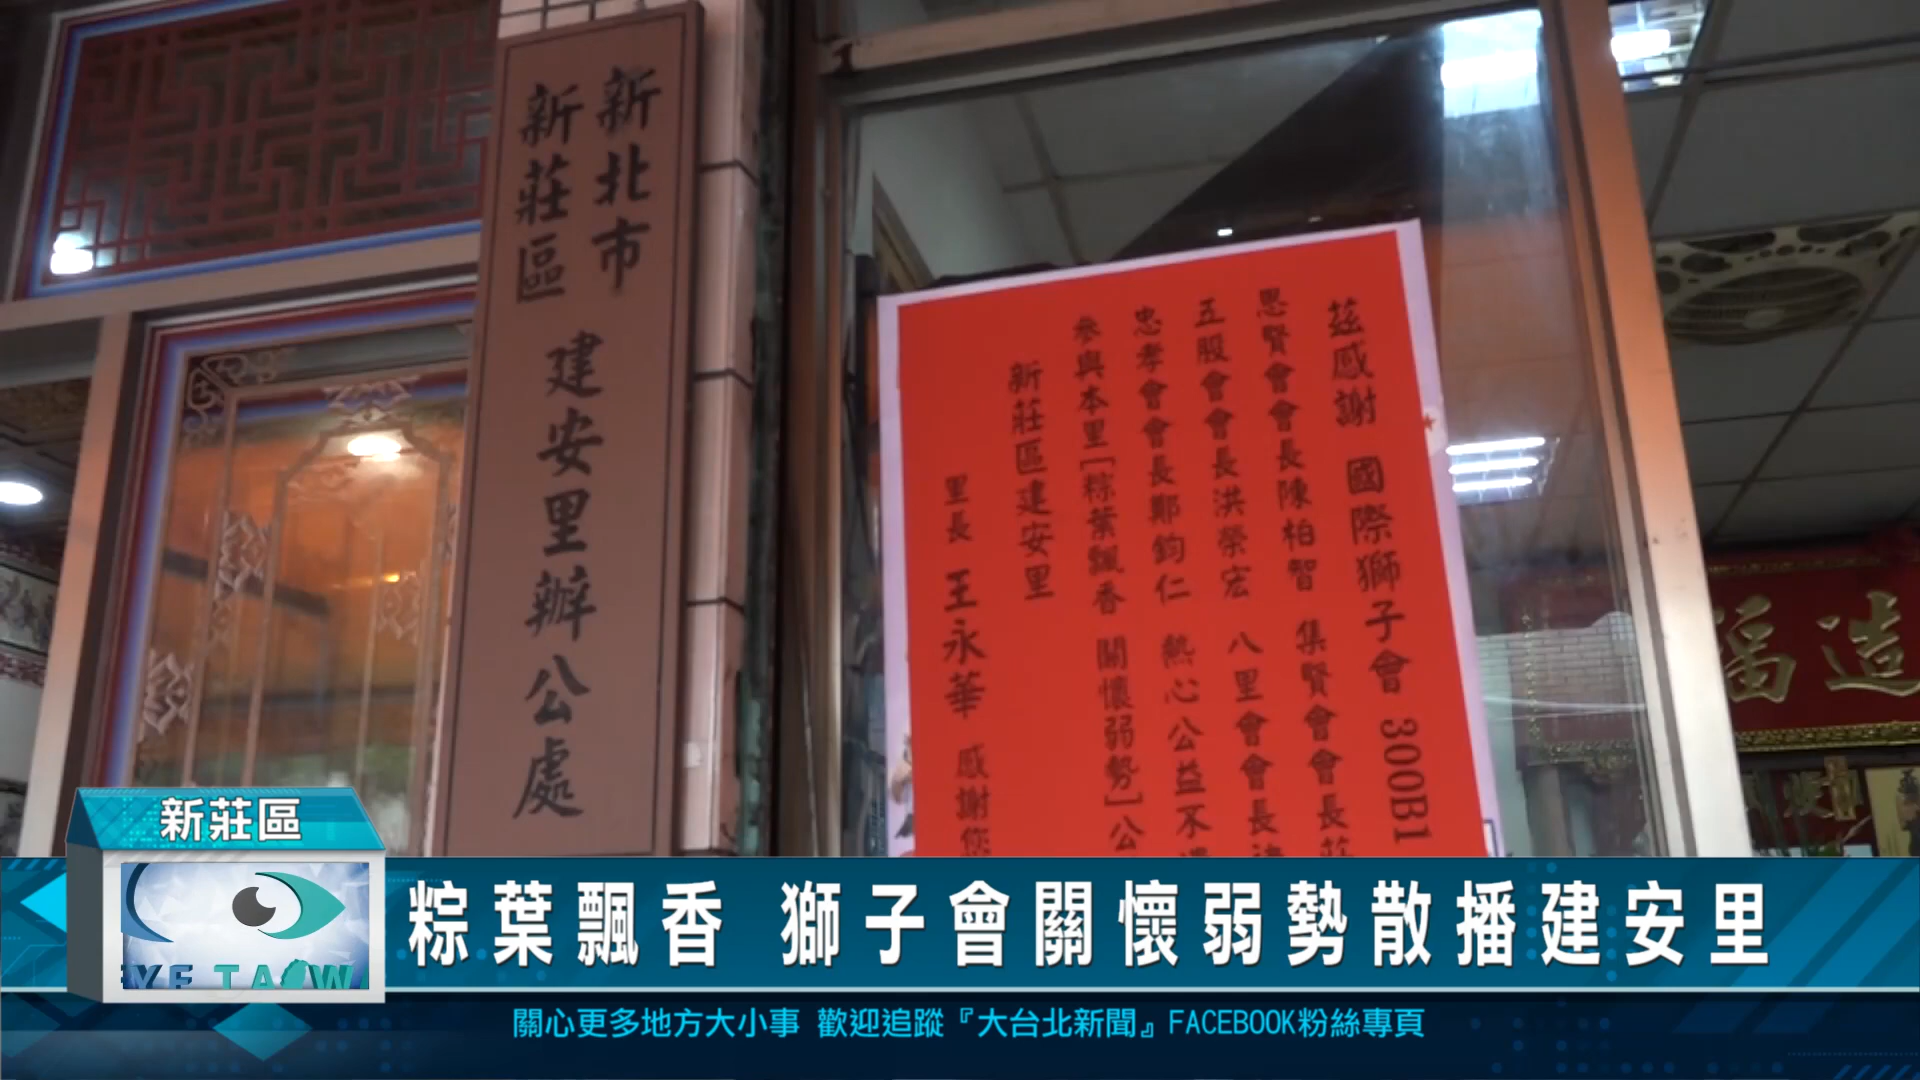 新北市
新莊區
建安里辦公處
茲感謝 國際獅子會 300B1
思賢會會長陳柏智 集賢會會長莊
五股會會長洪榮宏 八里會會長
忠孝會會長鄭鈞仁 熱心公益不
參與本里「粽葉飄香 關懷弱勢」公
新莊區建安里
里長 王永華 感謝您
造福
新莊區
EYE TAIWA
粽葉飄香 獅子會關懷弱勢散播建安里
關心更多地方大小事 歡迎追蹤『大台北新聞』FACEBOOK粉絲專頁